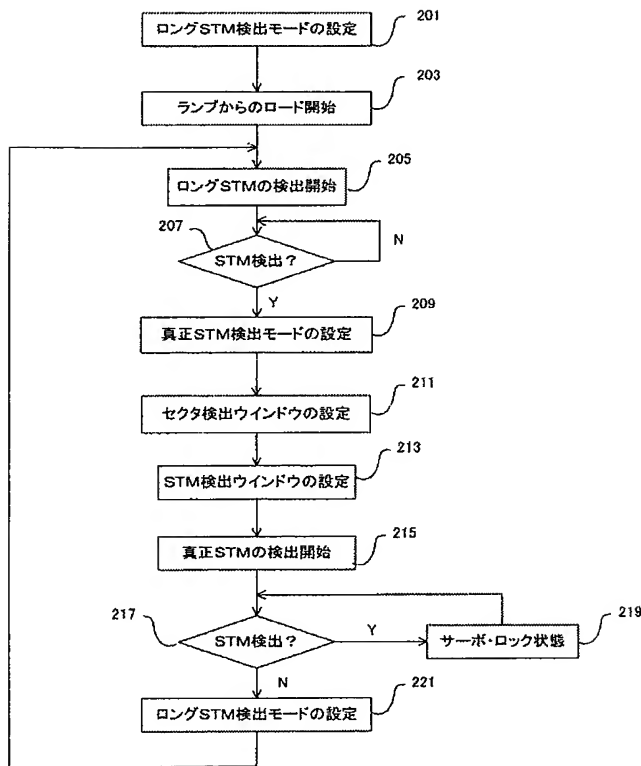 ロングSTM検出モードの設定
201
ランプからのロード開始
203
ロングSTMの検出開始
205
207
STM検出？
N
Y
真正STM検出モードの設定
209
セクタ検出ウインドウの設定
211
STM検出ウインドウの設定
213
真正STMの検出開始
215
217
STM検出？
Y
サーボ・ロック状態
219
N
ロングSTM検出モードの設定
221